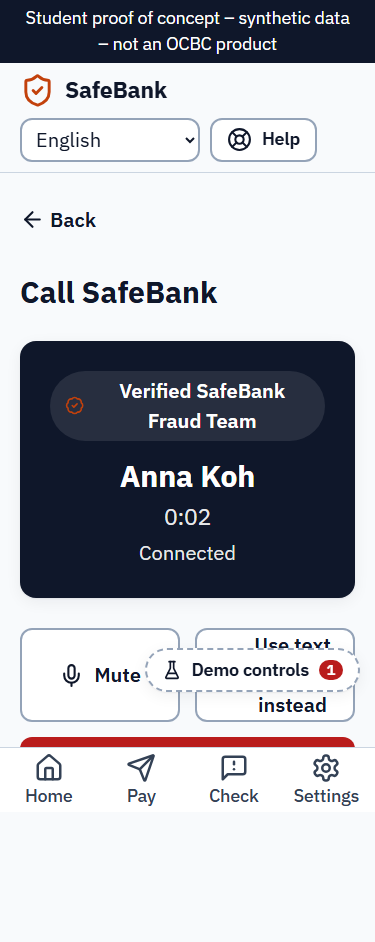 Student proof of concept – synthetic data
– not an OCBC product
SafeBank
English
Help
Back
Call SafeBank
Verified SafeBank
Fraud Team
Anna Koh
0:02
Connected
Mute
Use text
instead
Demo controls 1
Home
Pay
Check
Settings